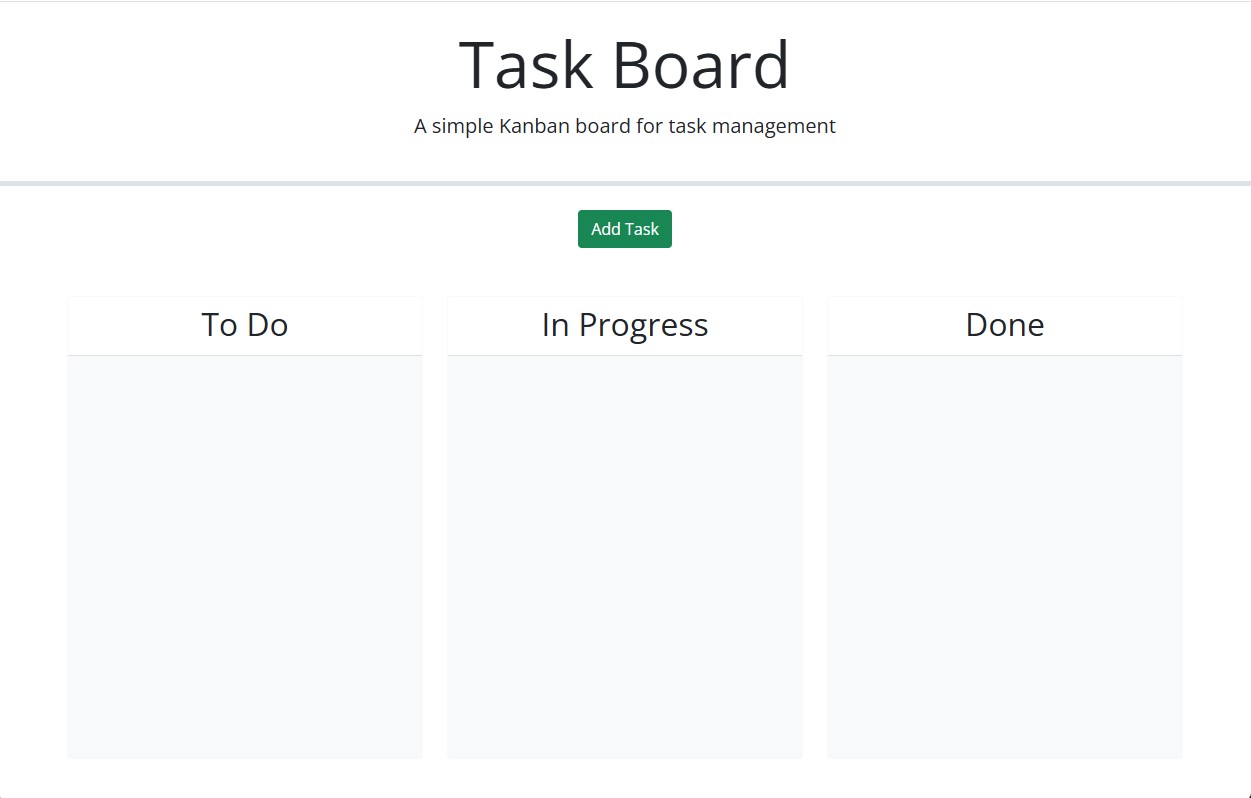 Task Board
A simple Kanban board for task management
Add Task
To Do
In Progress
Done